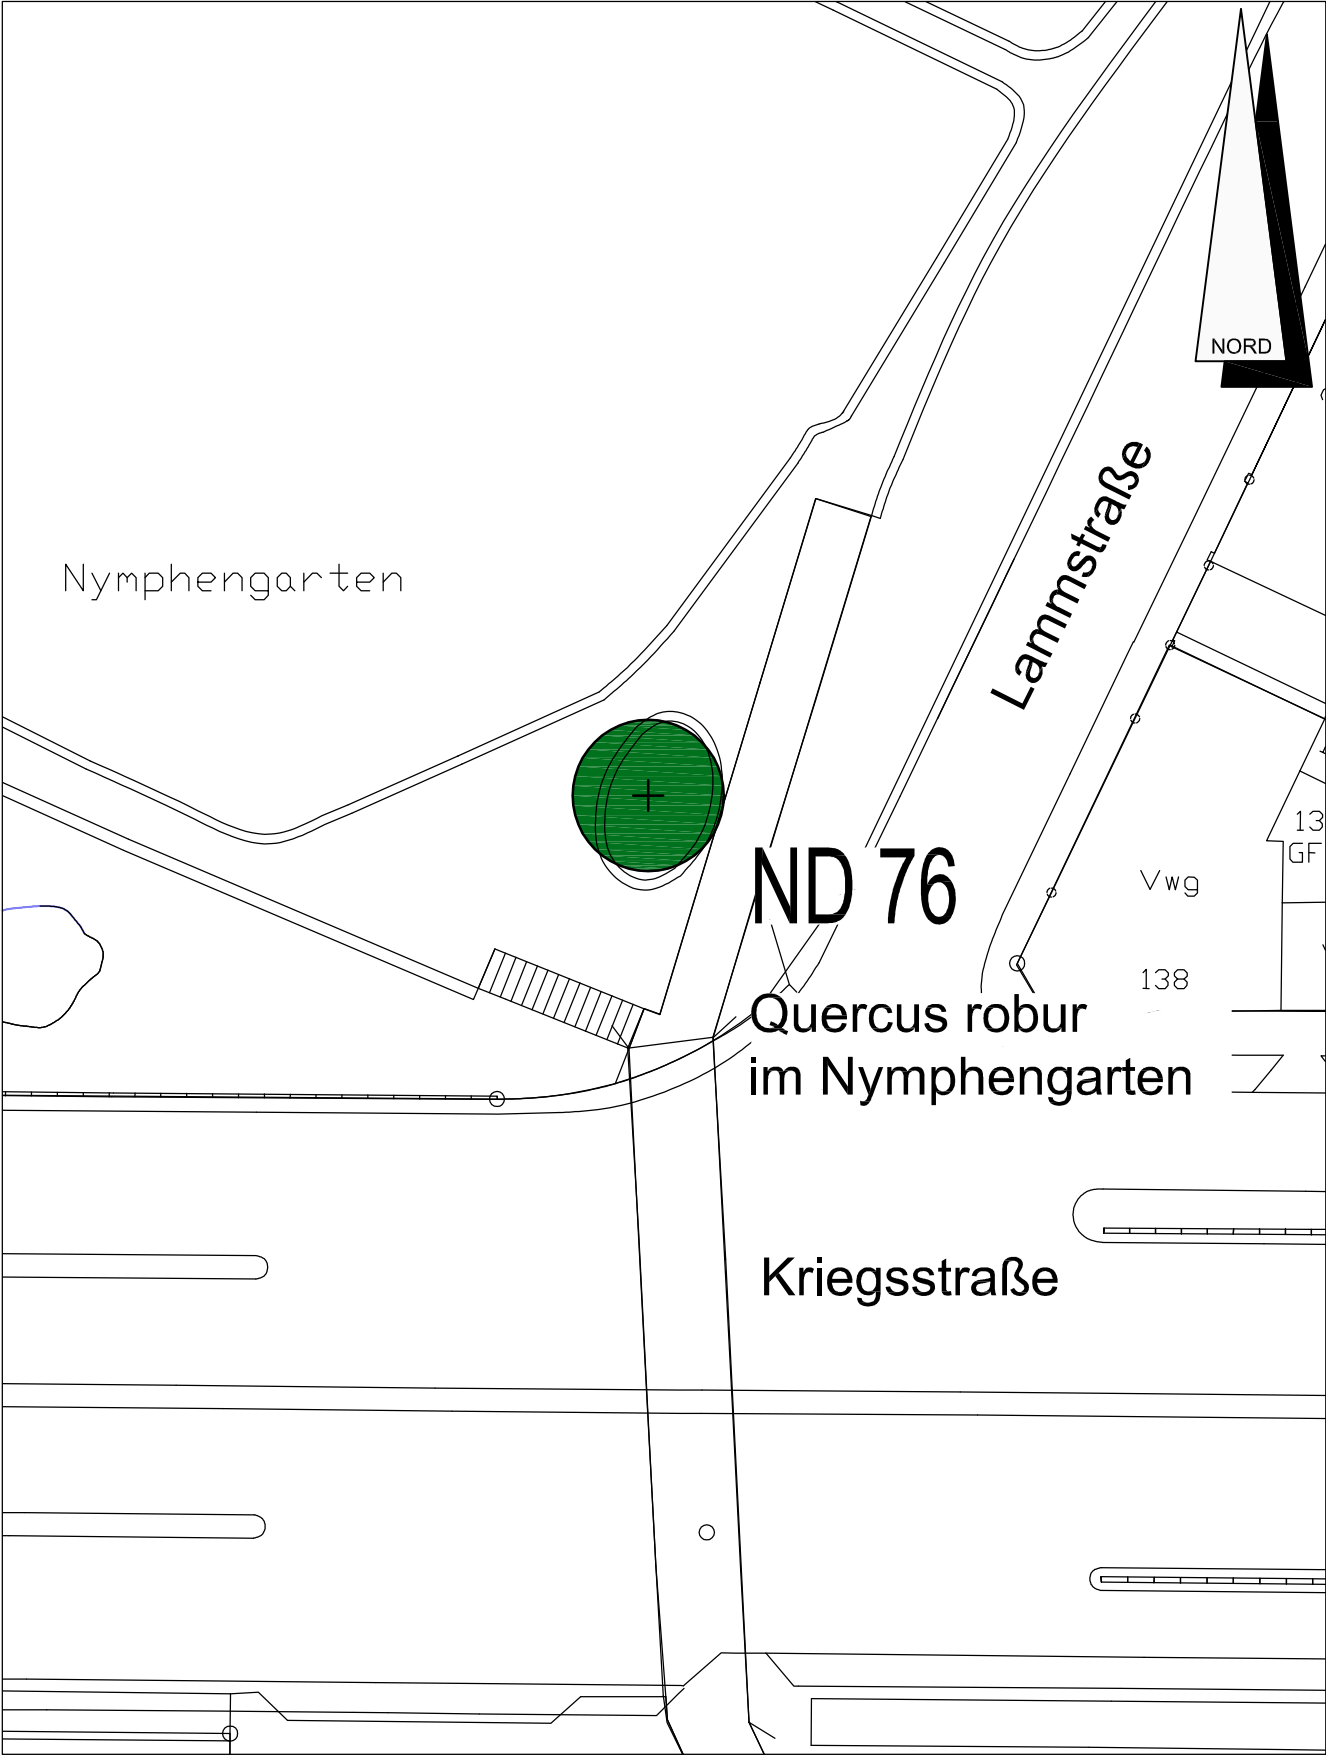 NORD
Lammstraße
Nymphengarten
13
GF
ND 76
Vwg
138
Quercus robur
im Nymphengarten
Kriegsstraße